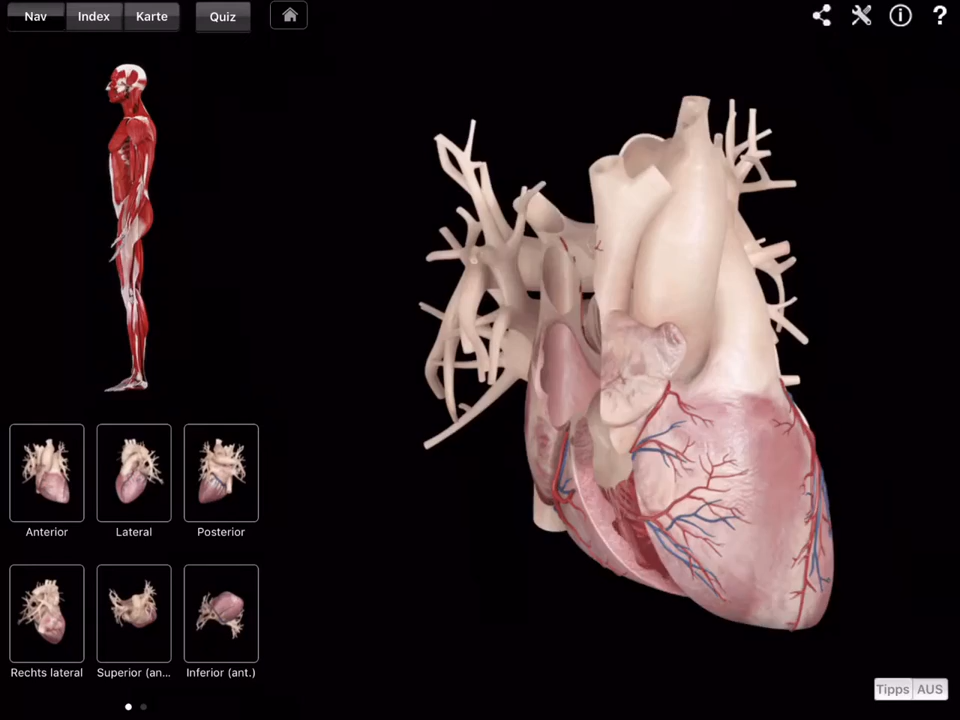 Nav Index Karte Quiz
Anterior Lateral Posterior
Rechts lateral Superior (an... Inferior (ant.)
Tipps AUS